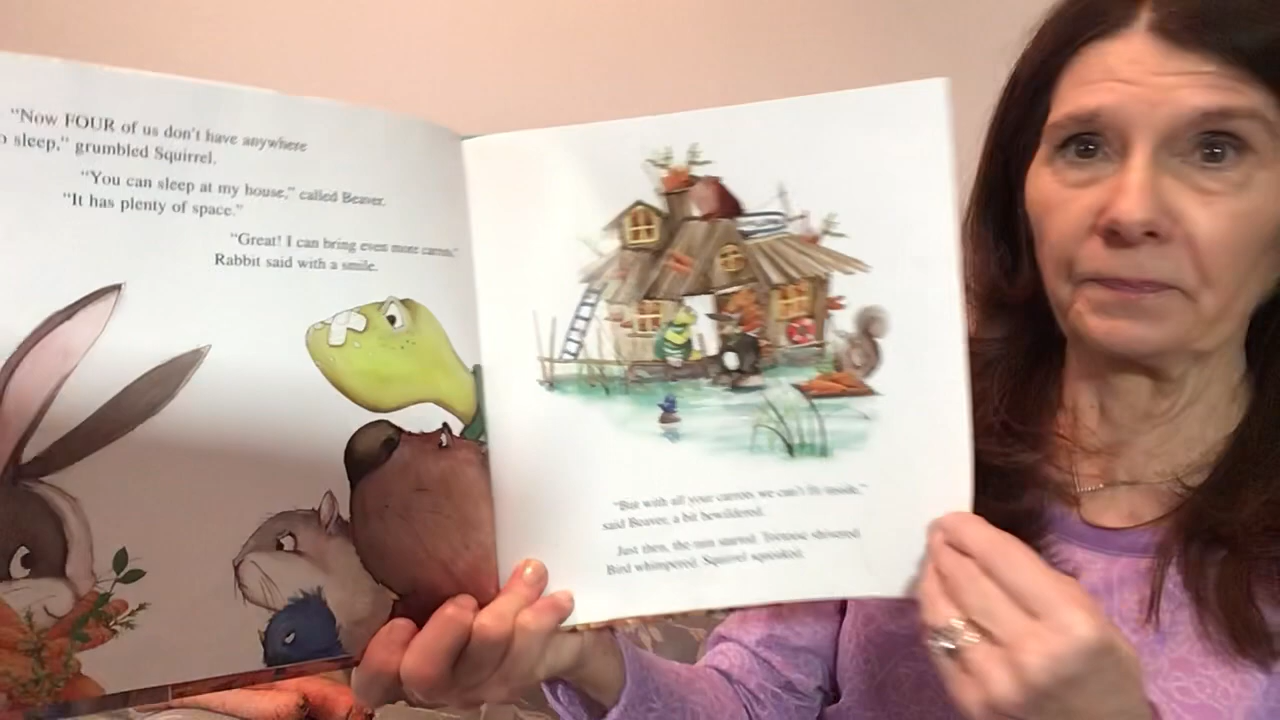 "Now FOUR of us don't have anywhere
o sleep," grumbled Squirrel.
"You can sleep at my house," called Beaver.
"It has plenty of space."
"Great! I can bring even more carrots,"
Rabbit said with a smile.
"But with all your carrots we can't fit inside,"
said Beaver, a bit bewildered.
Just then, the rain started. Tortoise shivered.
Bird whimpered. Squirrel squeaked.